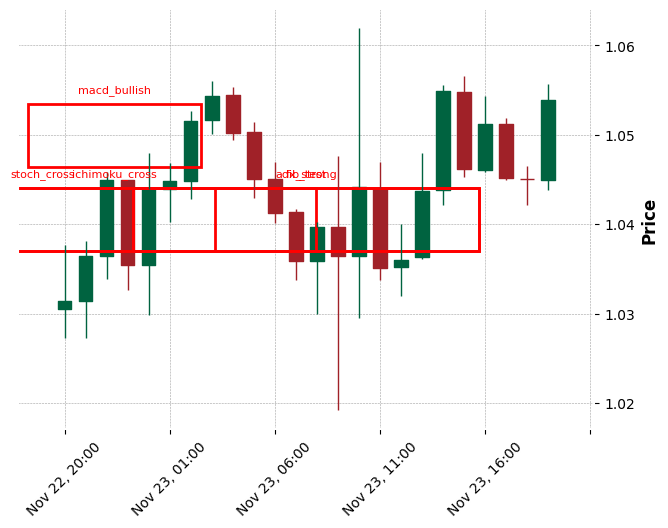 macd_bullish
stoch_cross
ichimoku_cross
1.06
1.05
1.04
1.03
1.02
Price
Nov 22, 20:00
Nov 23, 01:00
Nov 23, 06:00
Nov 23, 11:00
Nov 23, 16:00